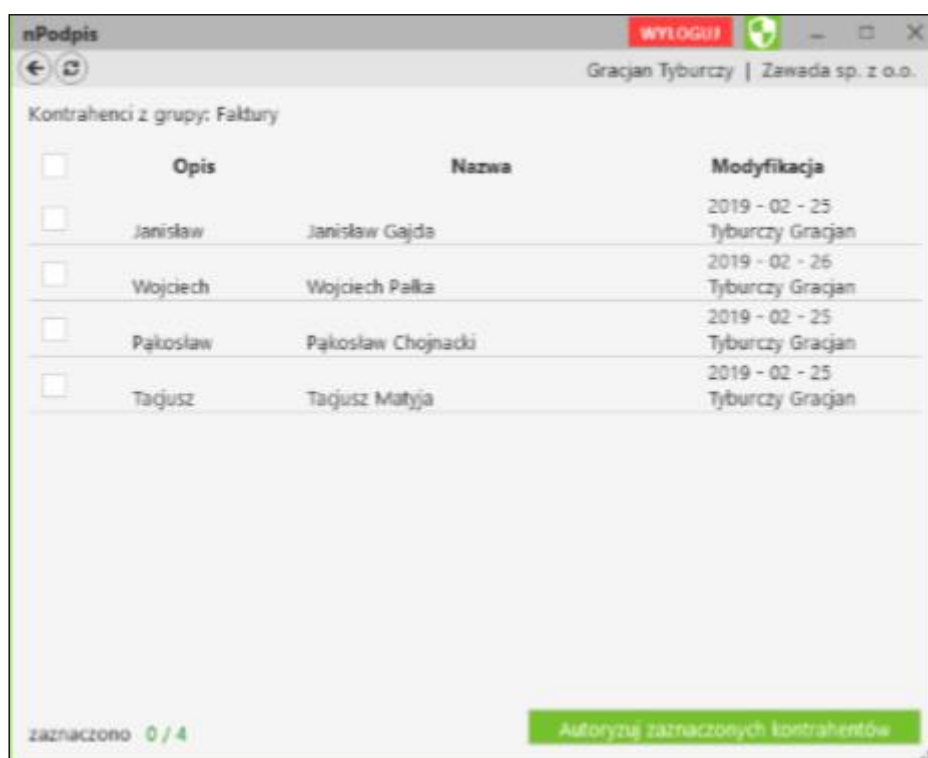 nPodpis WYLOGUJ
Gracjan Tyburczy | Zawada sp. z o.o.
Kontrahenci z grupy: Faktury
Opis Nazwa Modyfikacja
2019 - 02 - 25
Janisław Janisław Gajda Tyburczy Gracjan
2019 - 02 - 26
Wojciech Wojciech Pałka Tyburczy Gracjan
2019 - 02 - 25
Pąkosław Pąkosław Chojnacki Tyburczy Gracjan
2019 - 02 - 25
Tacjusz Tacjusz Matyja Tyburczy Gracjan
zaznaczono 0 / 4 Autoryzuj zaznaczonych kontrahentów